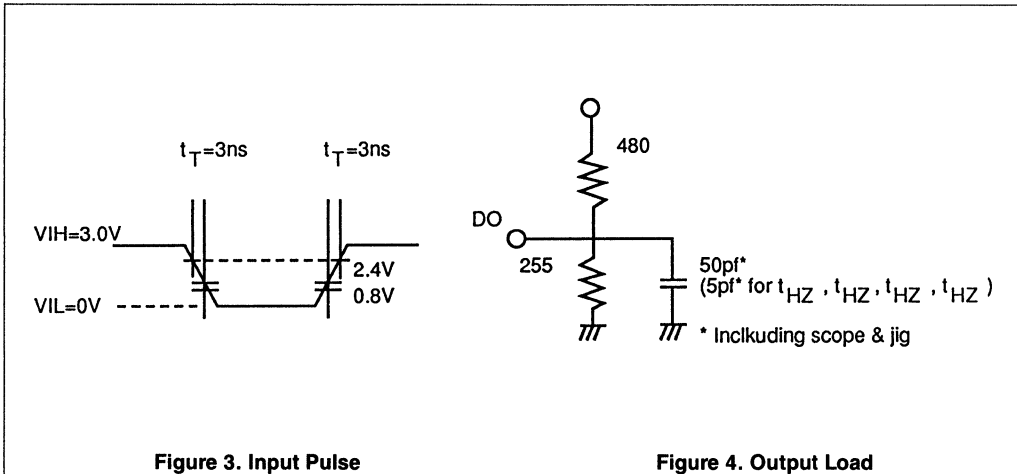 t_T=3ns t_T=3ns
VIH=3.0V
2.4V
0.8V
VIL=0V
Figure 3. Input Pulse
480
DO
255
50pf*
(5pf* for t_HZ , t_HZ, t_HZ , t_HZ )
* Inclkuding scope & jig
Figure 4. Output Load